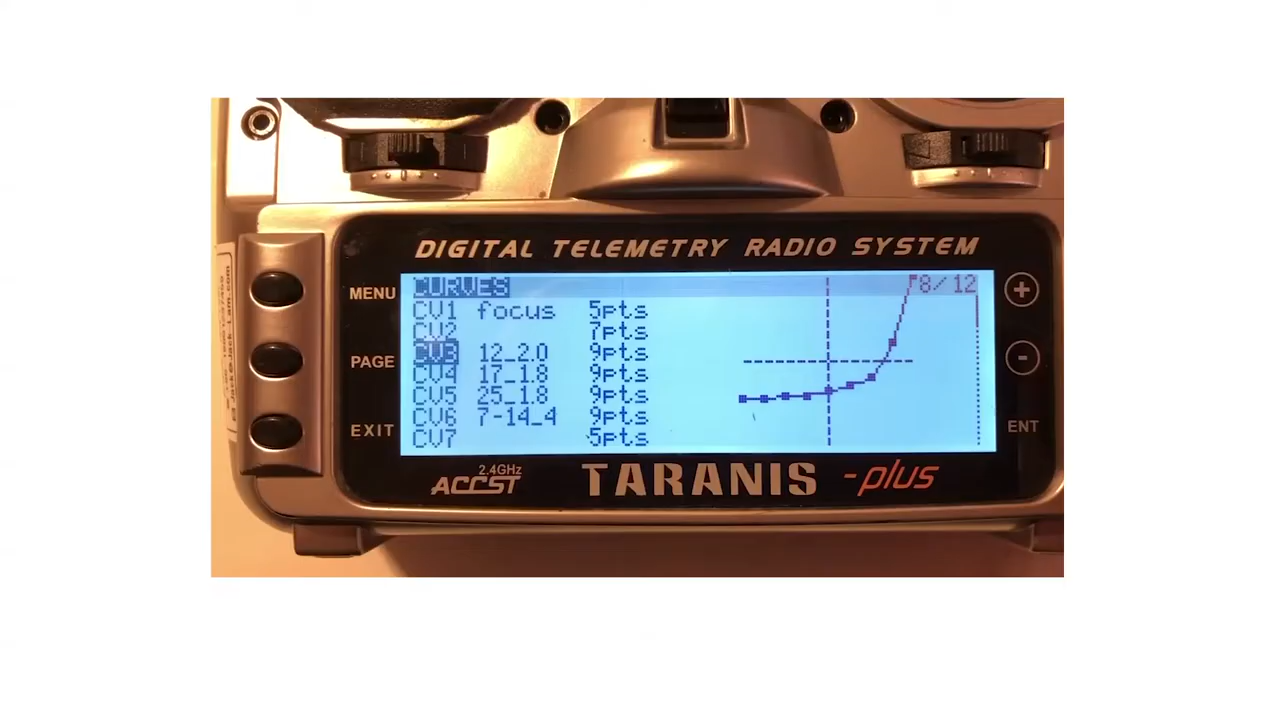 DIGITAL TELEMETRY RADIO SYSTEM
MENU
PAGE
EXIT
CURVES 8/12
CV1 focus 5pts
CV2 7pts
CV3 12_2.0 9pts
CV4 17_1.8 9pts
CV5 25_1.8 9pts
CV6 7-14_4 9pts
CV7 5pts
+
-
ENT
2.4GHz
ACCST
TARANIS -plus